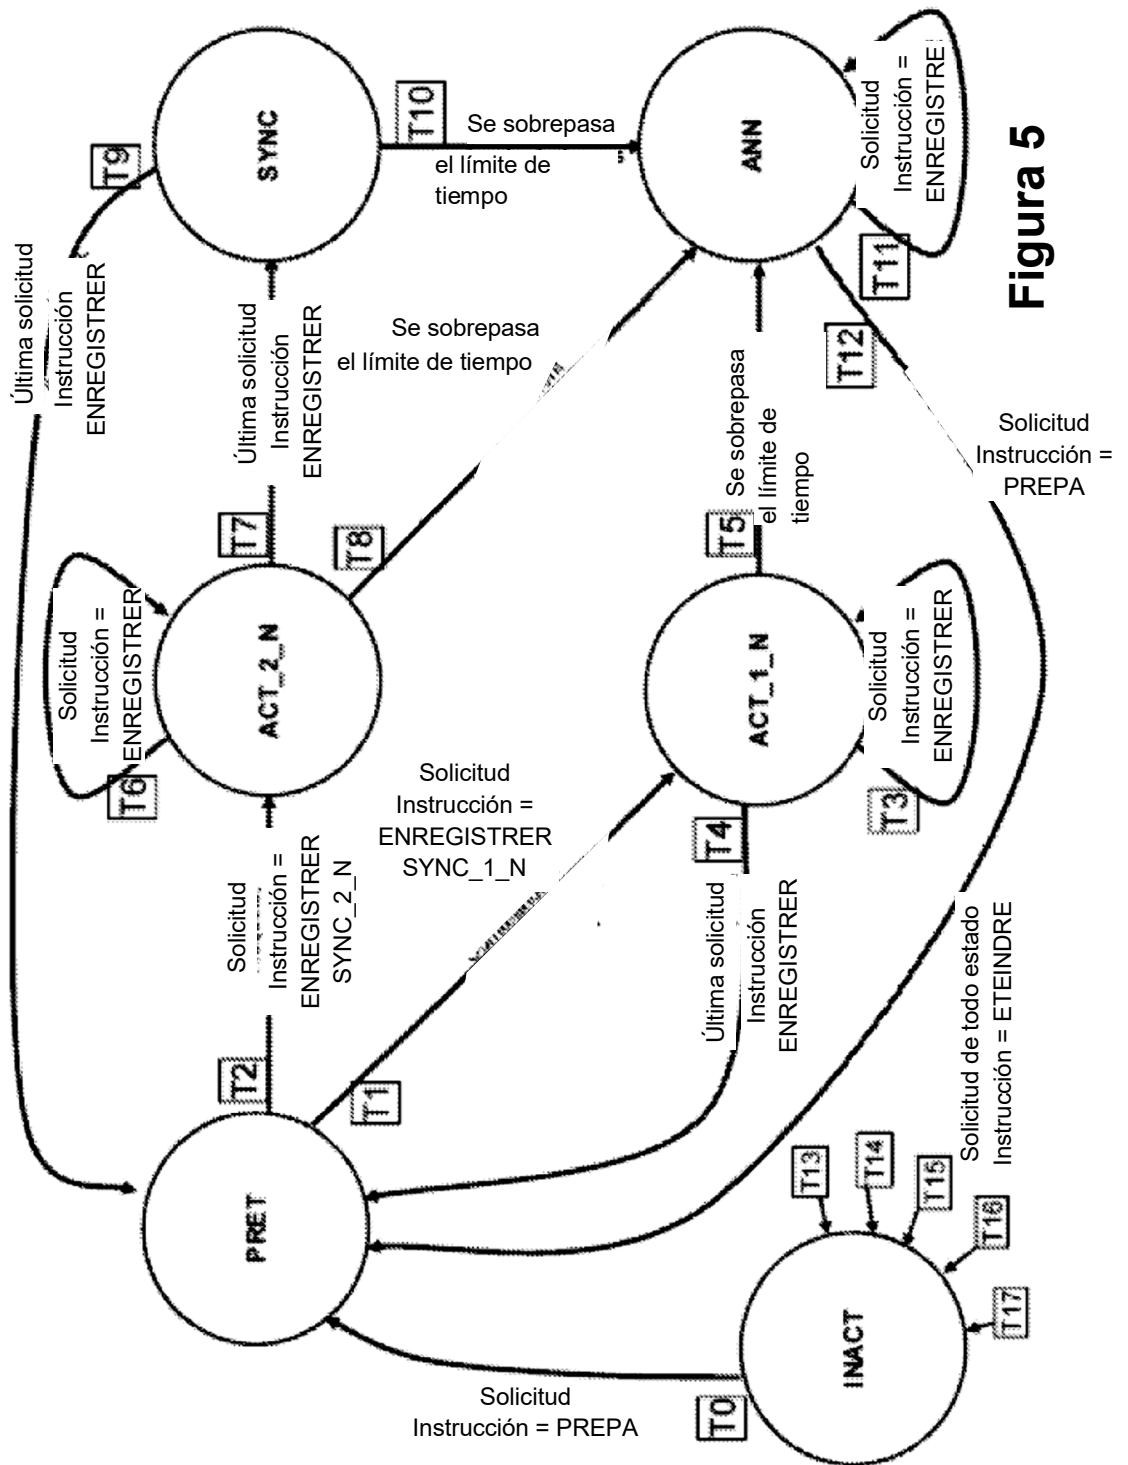 Última solicitud
Instrucción
ENREGISTRER
T9
SYNC
T10
Se sobrepasa
el límite de
tiempo
ANN
Solicitud
Instrucción =
ENREGISTRE
T11
T12
Figura 5
Solicitud
Instrucción =
PREPA
Última solicitud
Instrucción
ENREGISTRER
T7
Se sobrepasa
el límite de tiempo
T8
Se sobrepasa
el límite de
tiempo
T5
Solicitud
Instrucción =
ENREGISTRER
T6
ACT_2_N
ACT_1_N
Solicitud
Instrucción =
ENREGISTRER
T3
T4
Solicitud
Instrucción =
ENREGISTRER
SYNC_1_N
Solicitud
Instrucción =
ENREGISTRER
SYNC_2_N
T2
T1
Última solicitud
Instrucción
ENREGISTRER
Solicitud de todo estado
Instrucción = ETEINDRE
PRET
T13
T14
T15
T16
T17
INACT
T0
Solicitud
Instrucción = PREPA